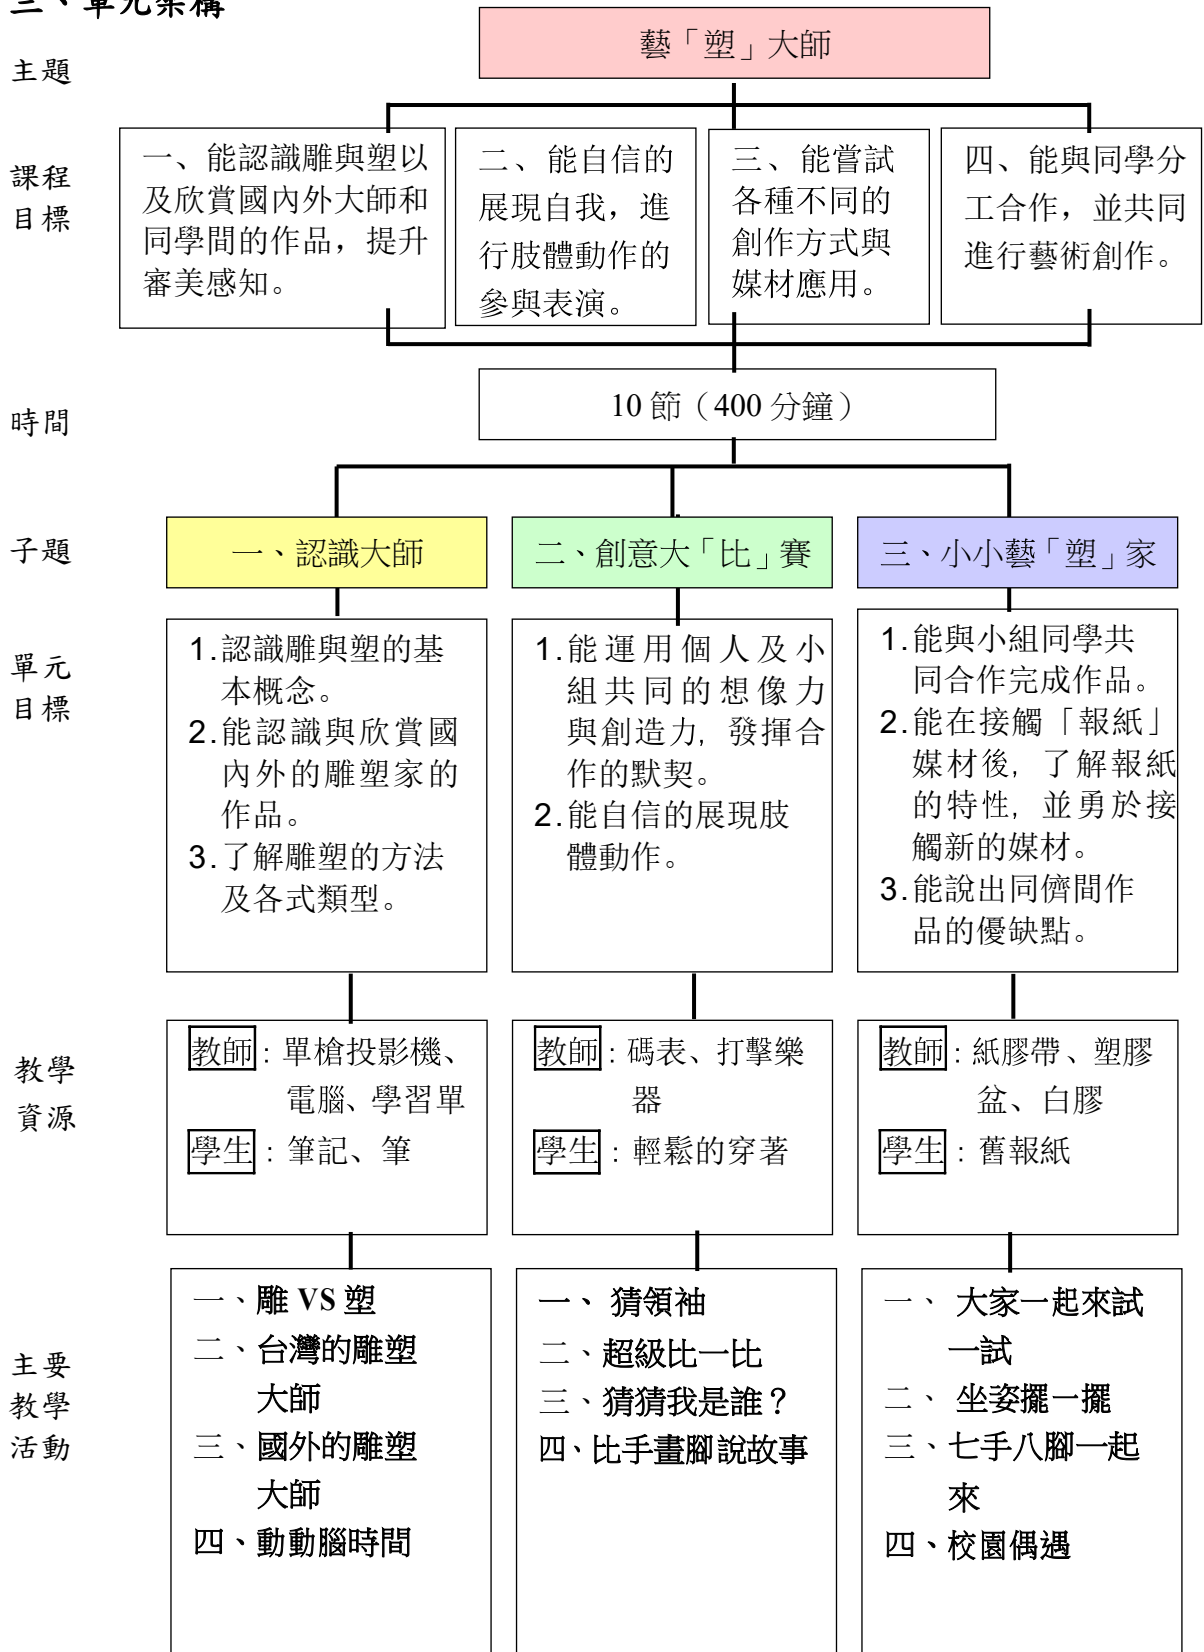 三、單元架構
主題
藝「塑」大師
課程
目標
一、能認識雕與塑以
及欣賞國內外大師和
同學間的作品，提升
審美感知。
二、能自信的
展現自我，進
行肢體動作的
參與表演。
三、能嘗試
各種不同的
創作方式與
媒材應用。
四、能與同學分
工合作，並共同
進行藝術創作。
時間
10 節（400 分鐘）
子題
一、認識大師
二、創意大「比」賽
三、小小藝「塑」家
單元
目標
1.認識雕與塑的基
本概念。
2.能認識與欣賞國
內外的雕塑家的
作品。
3.了解雕塑的方法
及各式類型。
1.能運用個人及小
組共同的想像力
與創造力，發揮合
作的默契。
2.能自信的展現肢
體動作。
1.能與小組同學共
同合作完成作品。
2.能在接觸「報紙」
媒材後，了解報紙
的特性，並勇於接
觸新的媒材。
3.能說出同儕間作
品的優缺點。
教學
資源
教師：單槍投影機、
電腦、學習單
學生：筆記、筆
教師：碼表、打擊樂
器
學生：輕鬆的穿著
教師：紙膠帶、塑膠
盆、白膠
學生：舊報紙
主要
教學
活動
一、雕 VS 塑
二、台灣的雕塑
大師
三、國外的雕塑
大師
四、動動腦時間
一、 猜領袖
二、超級比一比
三、猜猜我是誰？
四、比手畫腳說故事
一、 大家一起來試
一試
二、 坐姿擺一擺
三、七手八腳一起
來
四、校園偶遇